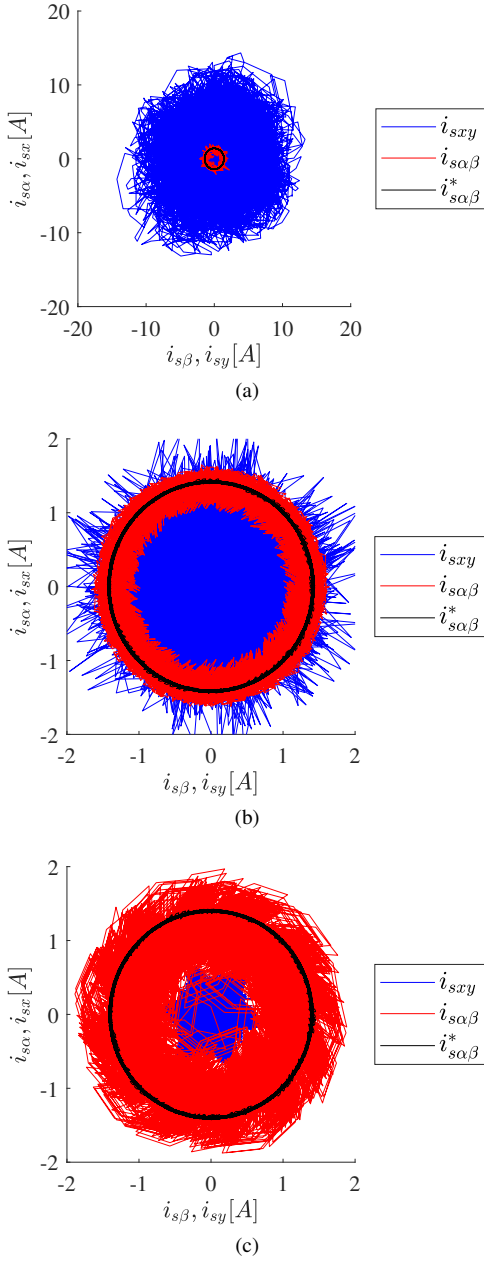 20
10
0
-10
-20
-20 -10 0 10 20
i_{sα}, i_{sx}[A]
i_{sβ}, i_{sy}[A]
i_{sxy}
i_{sαβ}
i^*_{sαβ}
(a)
2
1
0
-1
-2
-2 -1 0 1 2
i_{sα}, i_{sx}[A]
i_{sβ}, i_{sy}[A]
i_{sxy}
i_{sαβ}
i^*_{sαβ}
(b)
2
1
0
-1
-2
-2 -1 0 1 2
i_{sα}, i_{sx}[A]
i_{sβ}, i_{sy}[A]
i_{sxy}
i_{sαβ}
i^*_{sαβ}
(c)